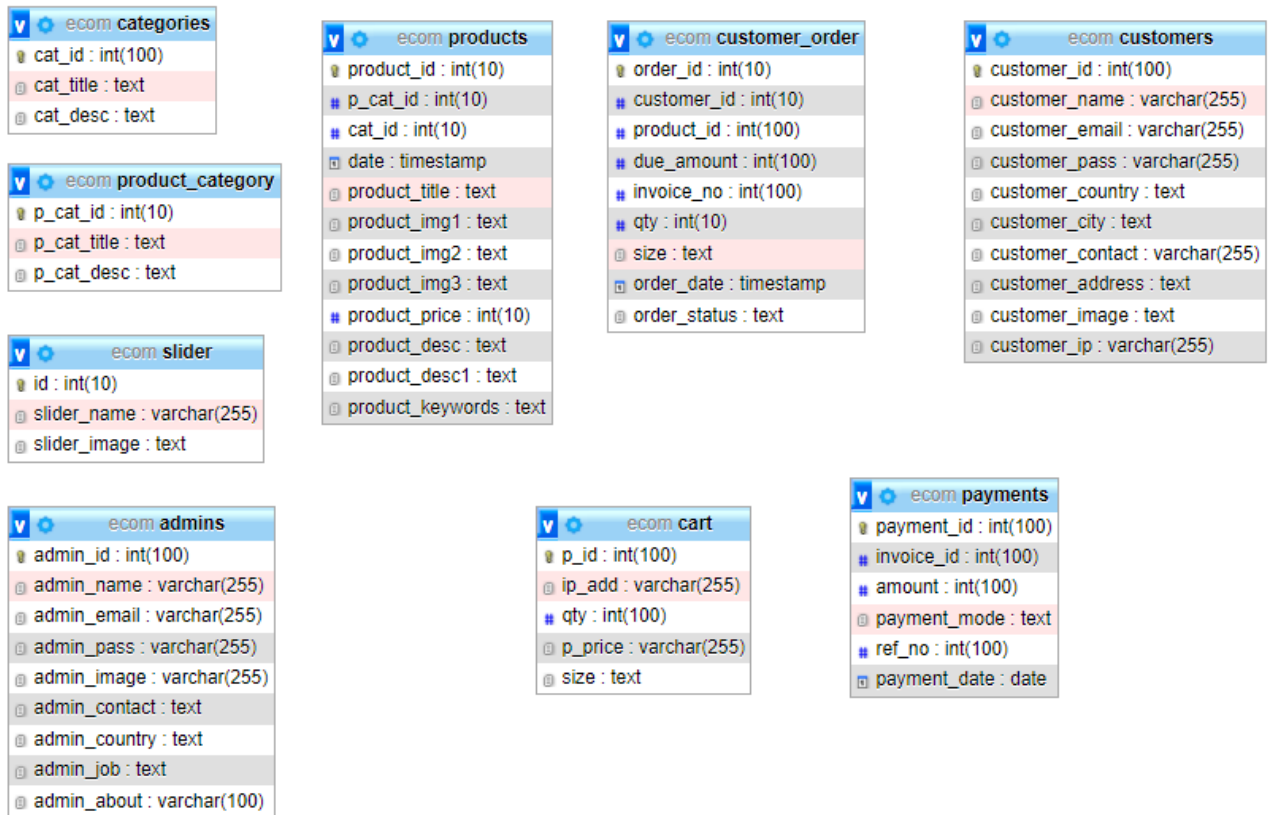 ecom categories
cat_id : int(100)
cat_title : text
cat_desc : text
ecom product_category
p_cat_id : int(10)
p_cat_title : text
p_cat_desc : text
ecom slider
id : int(10)
slider_name : varchar(255)
slider_image : text
ecom admins
admin_id : int(100)
admin_name : varchar(255)
admin_email : varchar(255)
admin_pass : varchar(255)
admin_image : varchar(255)
admin_contact : text
admin_country : text
admin_job : text
admin_about : varchar(100)
ecom products
product_id : int(10)
p_cat_id : int(10)
cat_id : int(10)
date : timestamp
product_title : text
product_img1 : text
product_img2 : text
product_img3 : text
product_price : int(10)
product_desc : text
product_desc1 : text
product_keywords : text
ecom customer_order
order_id : int(10)
customer_id : int(10)
product_id : int(100)
due_amount : int(100)
invoice_no : int(100)
qty : int(10)
size : text
order_date : timestamp
order_status : text
ecom customers
customer_id : int(100)
customer_name : varchar(255)
customer_email : varchar(255)
customer_pass : varchar(255)
customer_country : text
customer_city : text
customer_contact : varchar(255)
customer_address : text
customer_image : text
customer_ip : varchar(255)
ecom cart
p_id : int(100)
ip_add : varchar(255)
qty : int(100)
p_price : varchar(255)
size : text
ecom payments
payment_id : int(100)
invoice_id : int(100)
amount : int(100)
payment_mode : text
ref_no : int(100)
payment_date : date